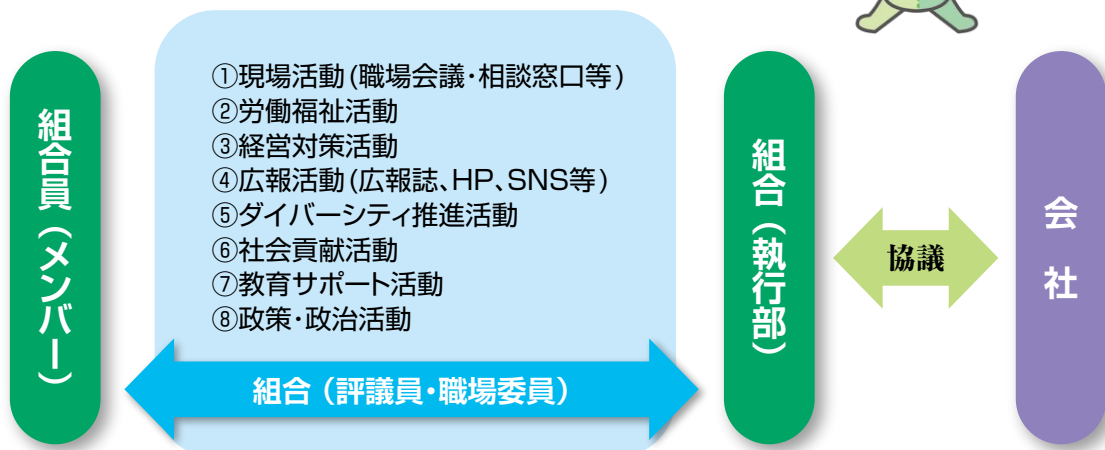 組合員（メンバー）
①現場活動(職場会議・相談窓口等)
②労働福祉活動
③経営対策活動
④広報活動(広報誌、HP、SNS等)
⑤ダイバーシティ推進活動
⑥社会貢献活動
⑦教育サポート活動
⑧政策・政治活動
組合（評議員・職場委員）
組合（執行部）
協議
会社